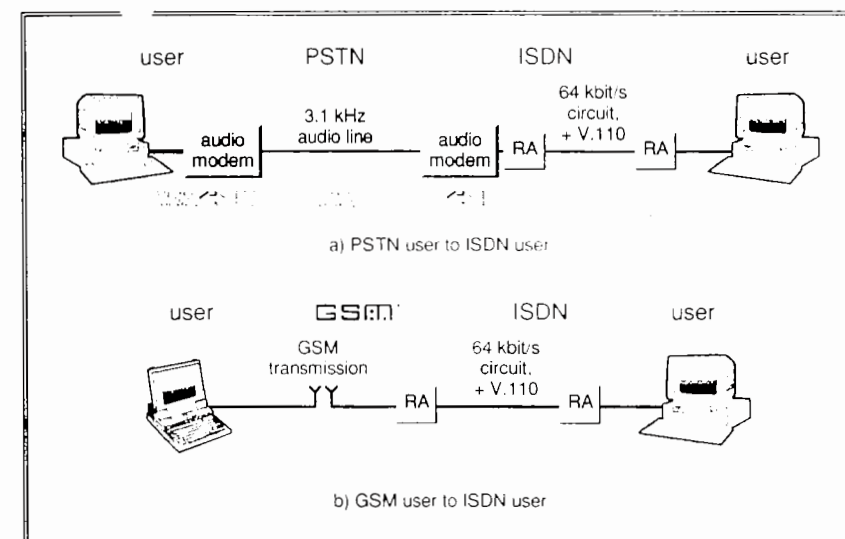 user PSTN ISDN user
3.1 kHz
audio line
64 kbit/s
circuit,
+ V.110
audio
modem
audio
modem
RA
RA
a) PSTN user to ISDN user
user GSM ISDN user
GSM
transmission
64 kbit/s
circuit,
+ V.110
RA
RA
b) GSM user to ISDN user